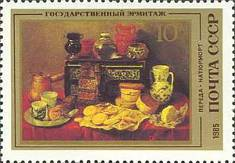 ГОСУДАРСТВЕННЫЙ ЭРМИТАЖ
10к
ПОЧТА СССР
ПЕРЕДА • НАТЮРМОРТ
1985